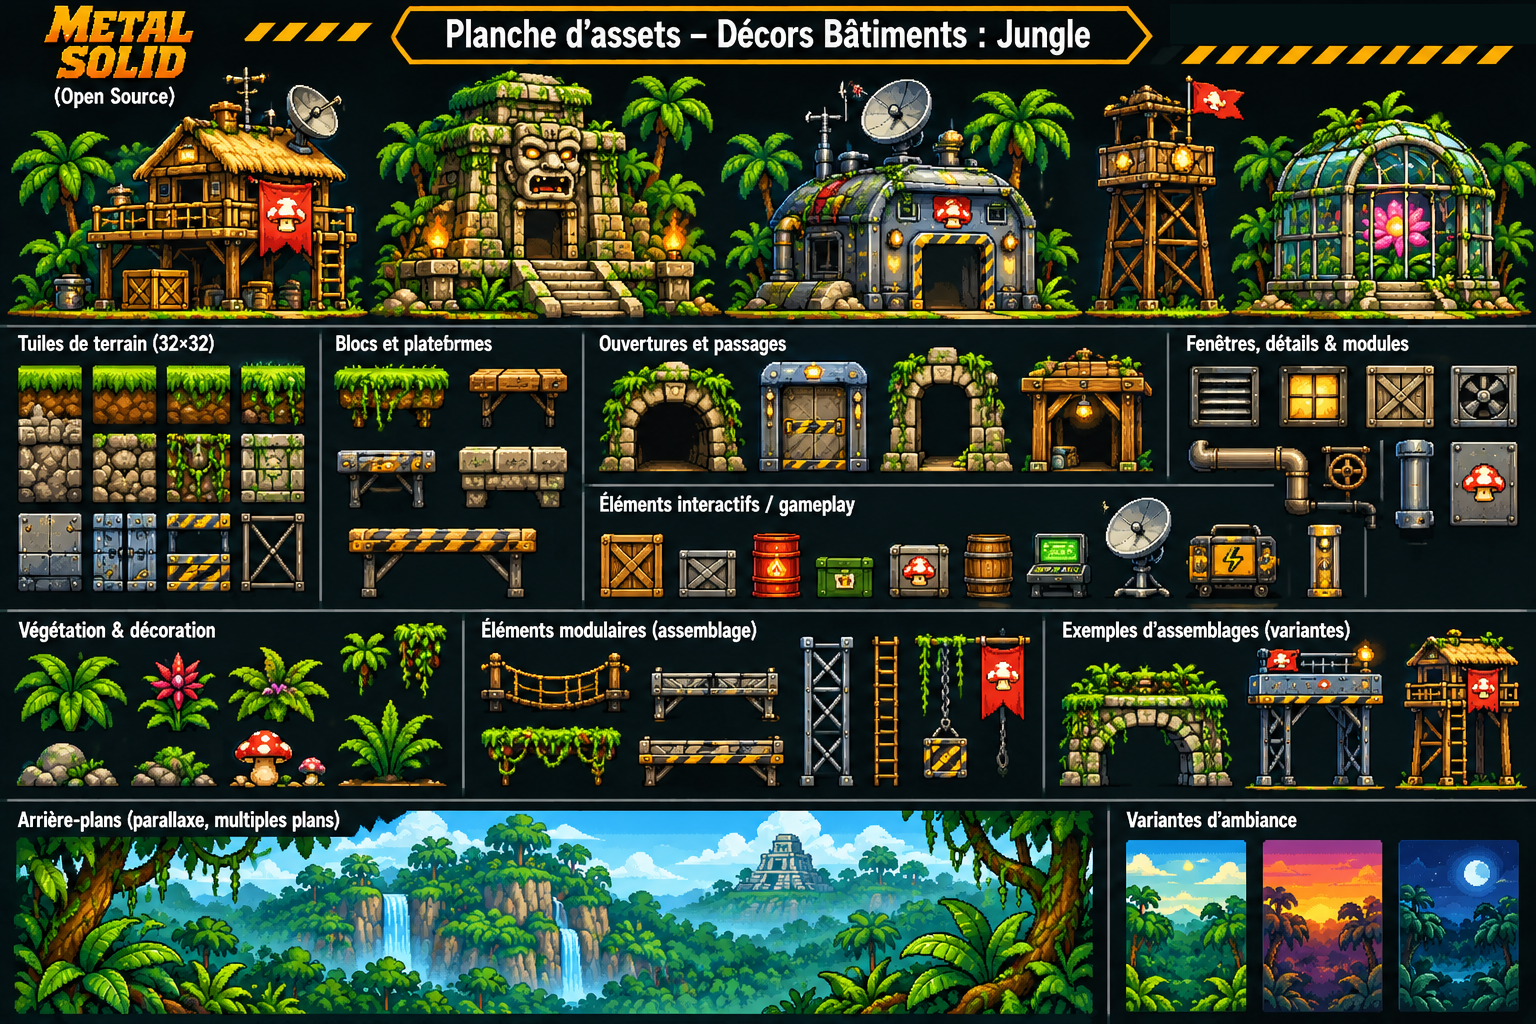 METAL
SOLID
(Open Source)
Planche d'assets – Décors Bâtiments : Jungle
Tuiles de terrain (32×32)
Blocs et platefırmes
Ouvertures et passages
Fenêtres, détails & modules
Éléments interactifs / gameplay
Végétation & décoration
Éléments modulaires (assemblage)
Exemples d'assemblages (variantes)
Arrière-plans (parallaxe, multiples plans)
Variantes d'ambiance